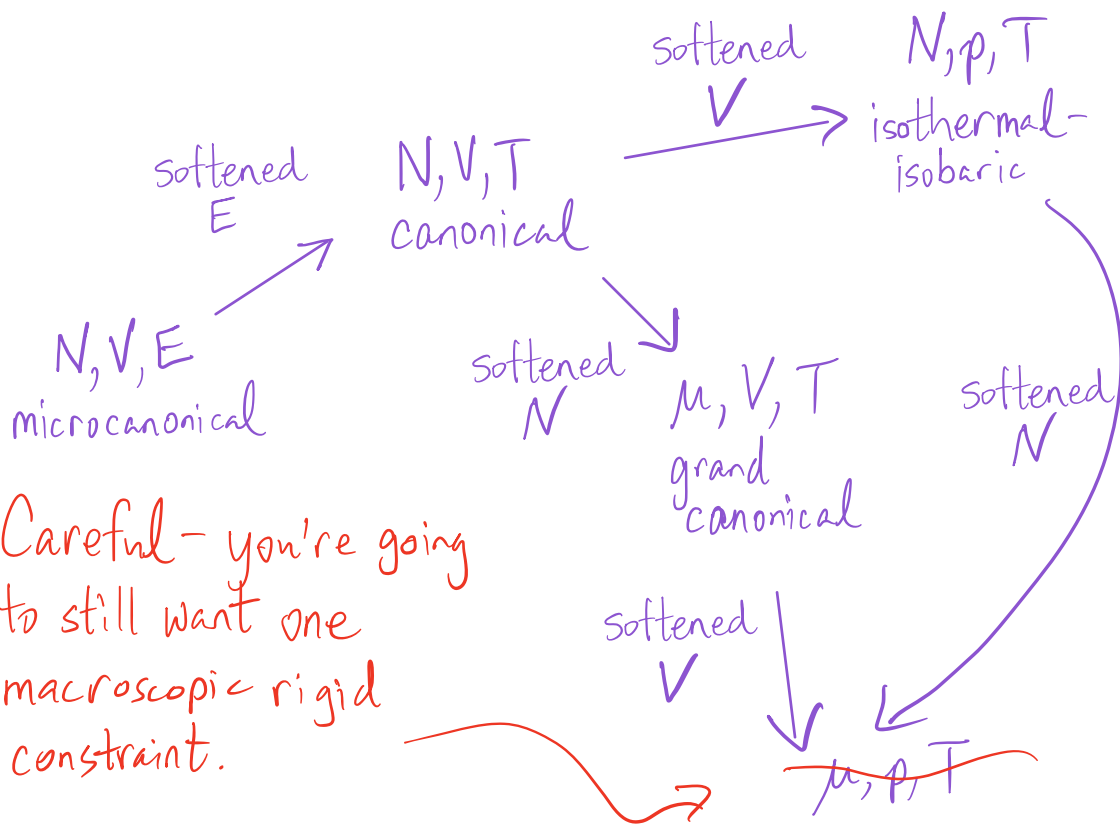 softened
V
N, p, T
isothermal-
isobaric
softened
E
N, V, T
canonical
N, V, E
microcanonical
softened
N
μ, V, T
grand
canonical
softened
N
Careful - you're going
to still want one
macroscopic rigid
constraint.
softened
V
μ, p, T